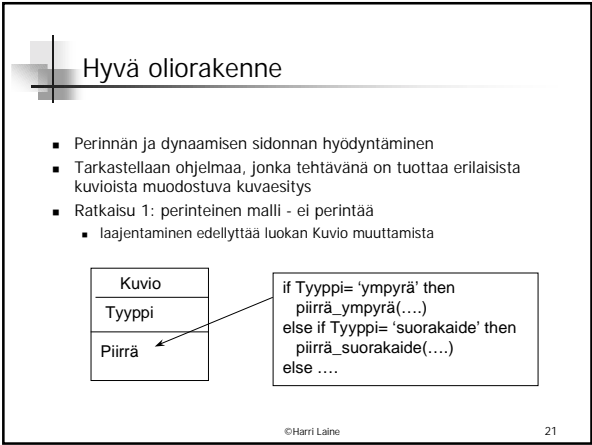 Hyvä oliorakenne
Perinnän ja dynaamisen sidonnan hyödyntäminen
Tarkastellaan ohjelmaa, jonka tehtävänä on tuottaa erilaisista
kuvioista muodostuva kuvaesitys
Ratkaisu 1: perinteinen malli - ei perintää
laajentaminen edellyttää luokan Kuvio muuttamista
Kuvio
Tyyppi
Piirrä
if Tyyppi= ‘ympyrä’ then
piirrä_ympyrä(….)
else if Tyyppi= ‘suorakaide’ then
piirrä_suorakaide(….)
else ….
©Harri Laine
21